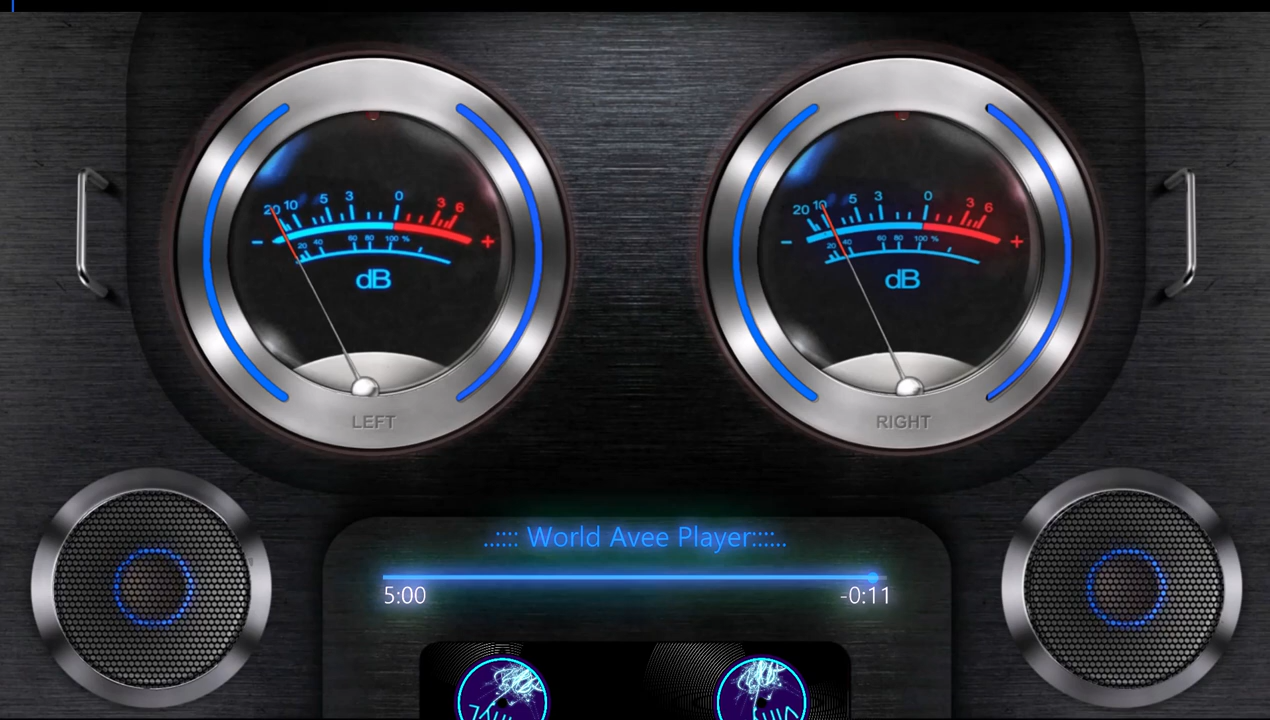 20 10 5 3 0 3 6
- +
20 40 60 80 100 %
dB
LEFT
20 10 5 3 0 3 6
- +
20 40 60 80 100 %
dB
RIGHT
..:::: World Avee Player::::..
5:00 -0:11